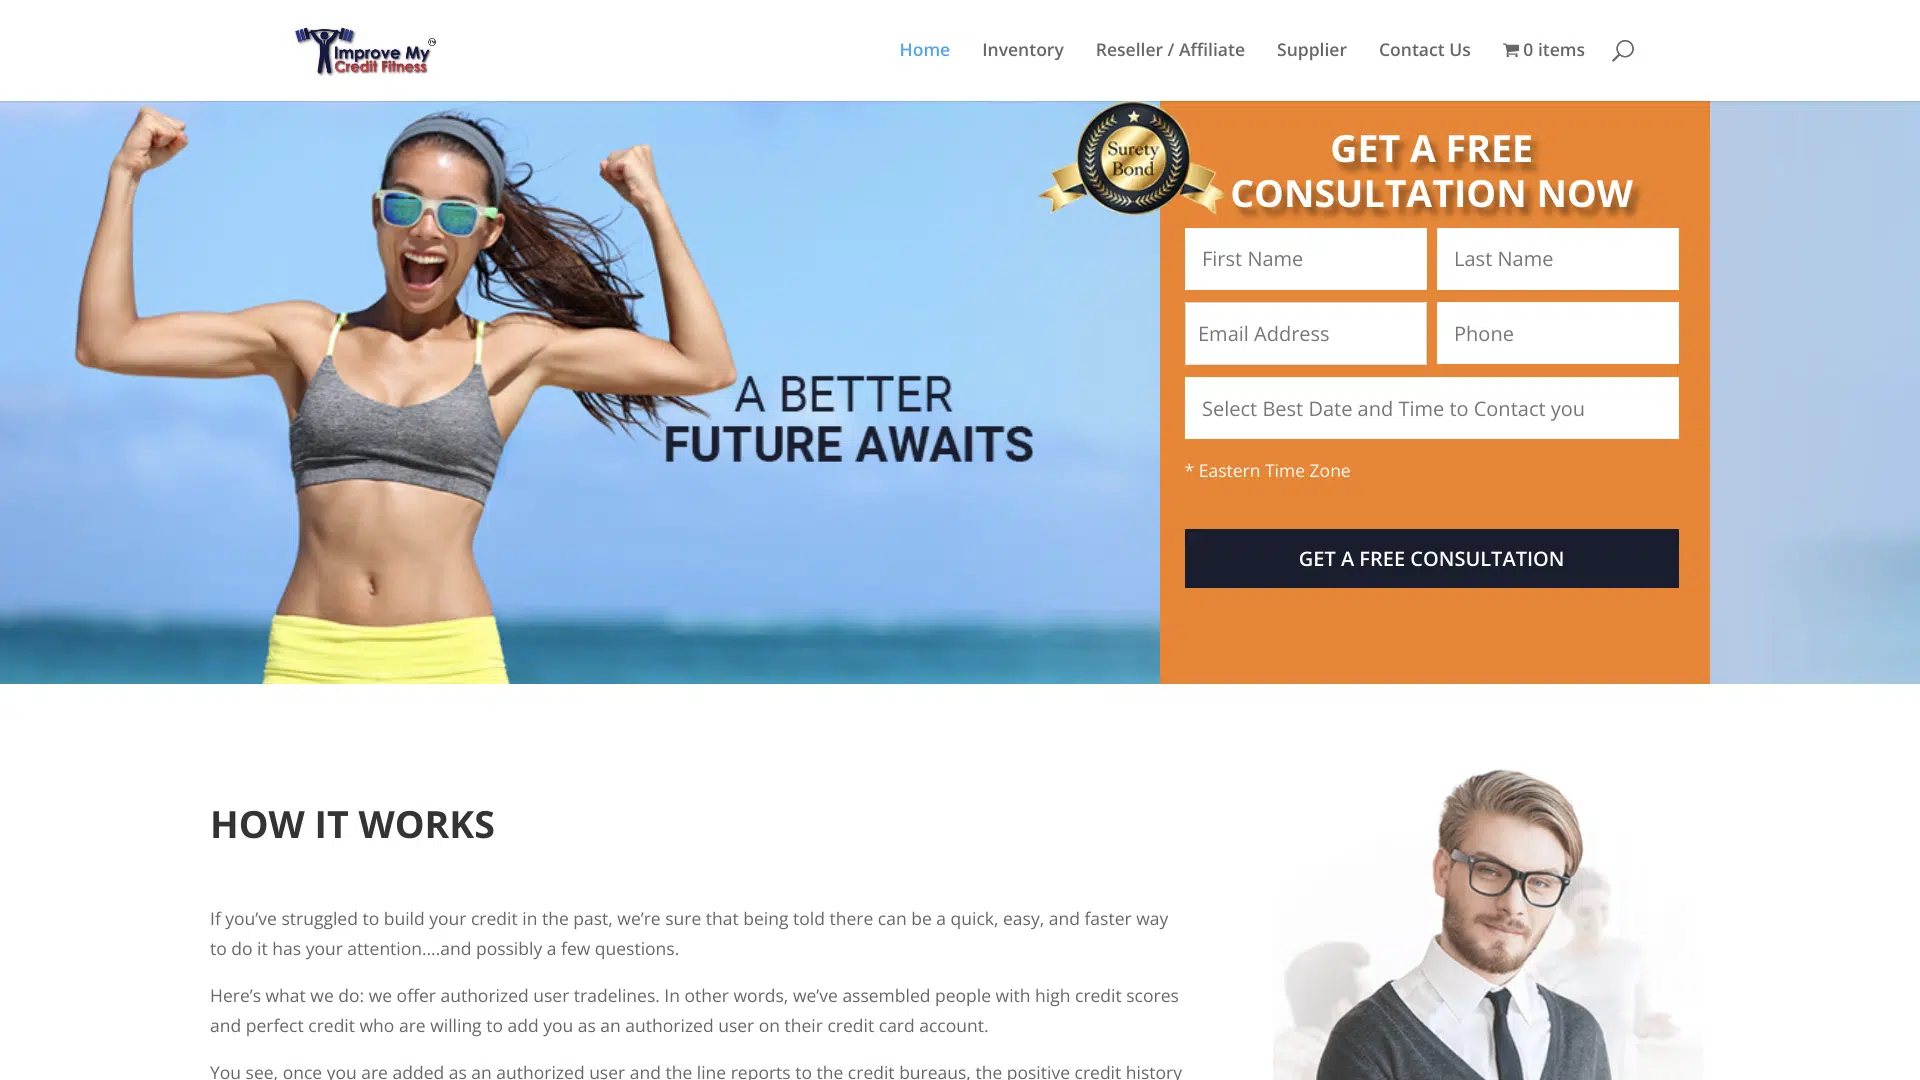 Improve My
Credit Fitness
Home
Inventory
Reseller / Affiliate
Supplier
Contact Us
0 items
Surety
Bond
GET A FREE
CONSULTATION NOW
First Name
Last Name
Email Address
Phone
Select Best Date and Time to Contact you
* Eastern Time Zone
GET A FREE CONSULTATION
A BETTER
FUTURE AWAITS
HOW IT WORKS
If you’ve struggled to build your credit in the past, we’re sure that being told there can be a quick, easy, and faster way
to do it has your attention….and possibly a few questions.
Here’s what we do: we offer authorized user tradelines. In other words, we’ve assembled people with high credit scores
and perfect credit who are willing to add you as an authorized user on their credit card account.
You see, once you are added as an authorized user and the line reports to the credit bureaus, the positive credit history